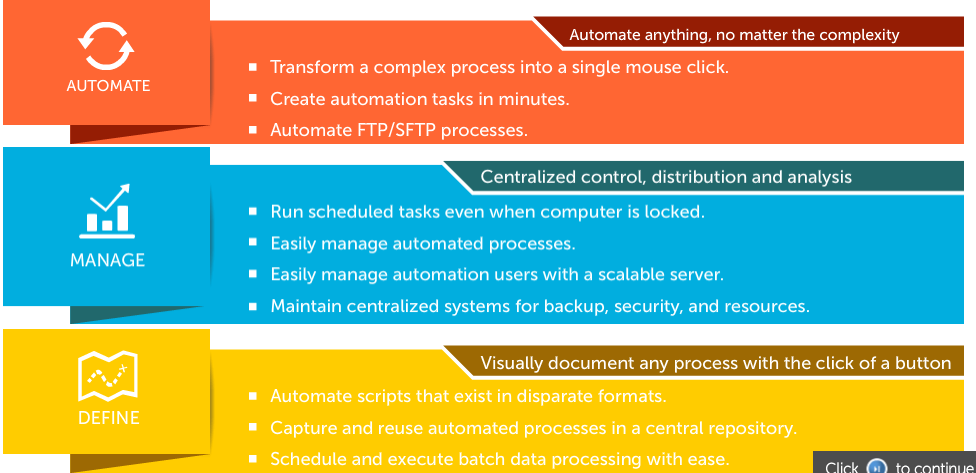 Automate anything, no matter the complexity
AUTOMATE
Transform a complex process into a single mouse click.
Create automation tasks in minutes.
Automate FTP/SFTP processes.
Centralized control, distribution and analysis
MANAGE
Run scheduled tasks even when computer is locked.
Easily manage automated processes.
Easily manage automation users with a scalable server.
Maintain centralized systems for backup, security, and resources.
Visually document any process with the click of a button
DEFINE
Automate scripts that exist in disparate formats.
Capture and reuse automated processes in a central repository.
Schedule and execute batch data processing with ease.
Click to continue